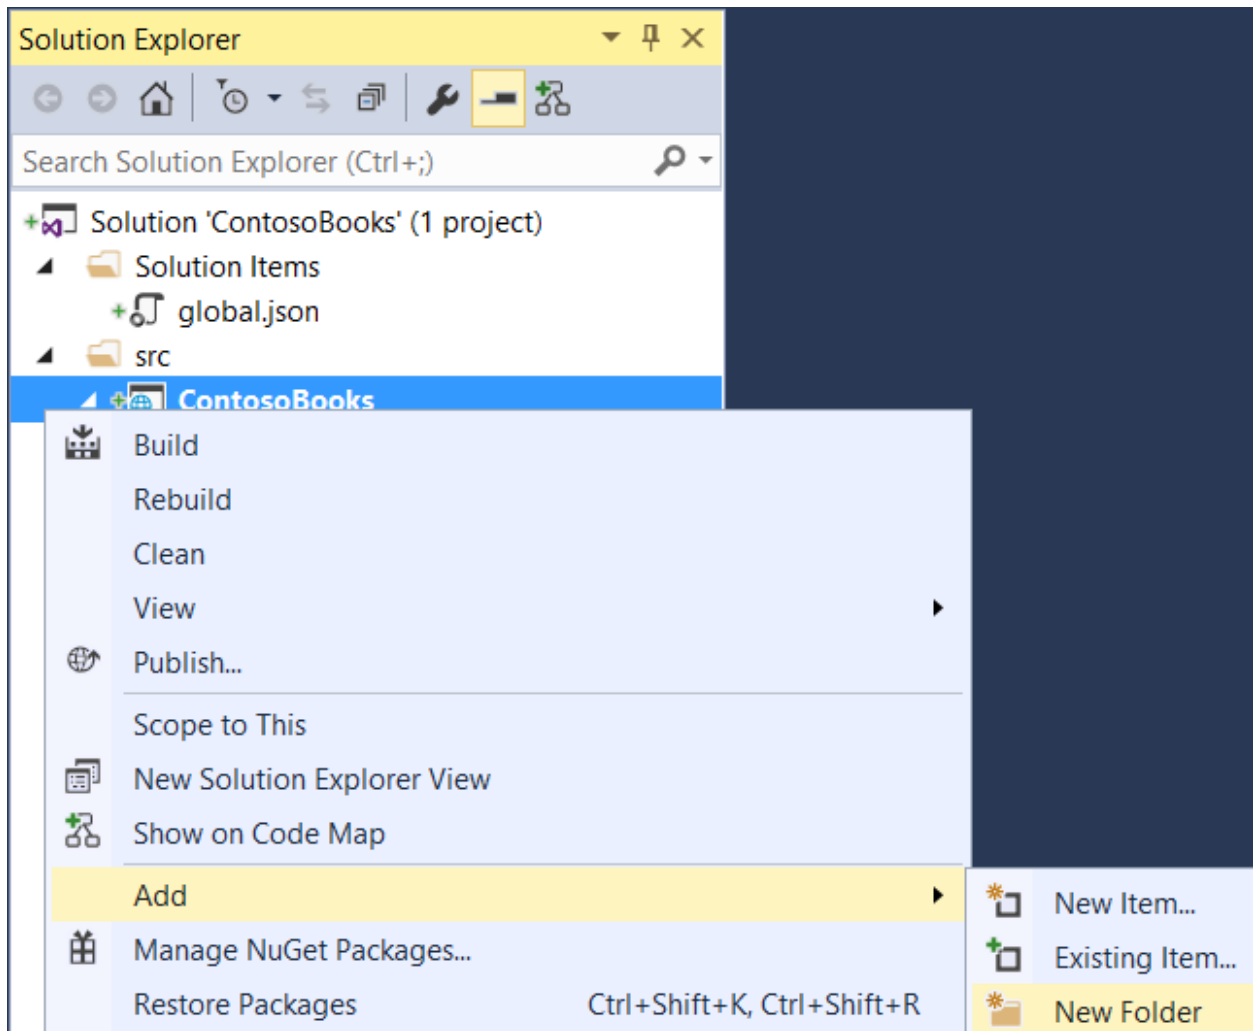 Solution Explorer
Search Solution Explorer (Ctrl+;)
Solution 'ContosoBooks' (1 project)
Solution Items
global.json
src
ContosoBooks
Build
Rebuild
Clean
View
Publish...
Scope to This
New Solution Explorer View
Show on Code Map
Add
New Item...
Manage NuGet Packages...
Existing Item...
Restore Packages Ctrl+Shift+K, Ctrl+Shift+R
New Folder